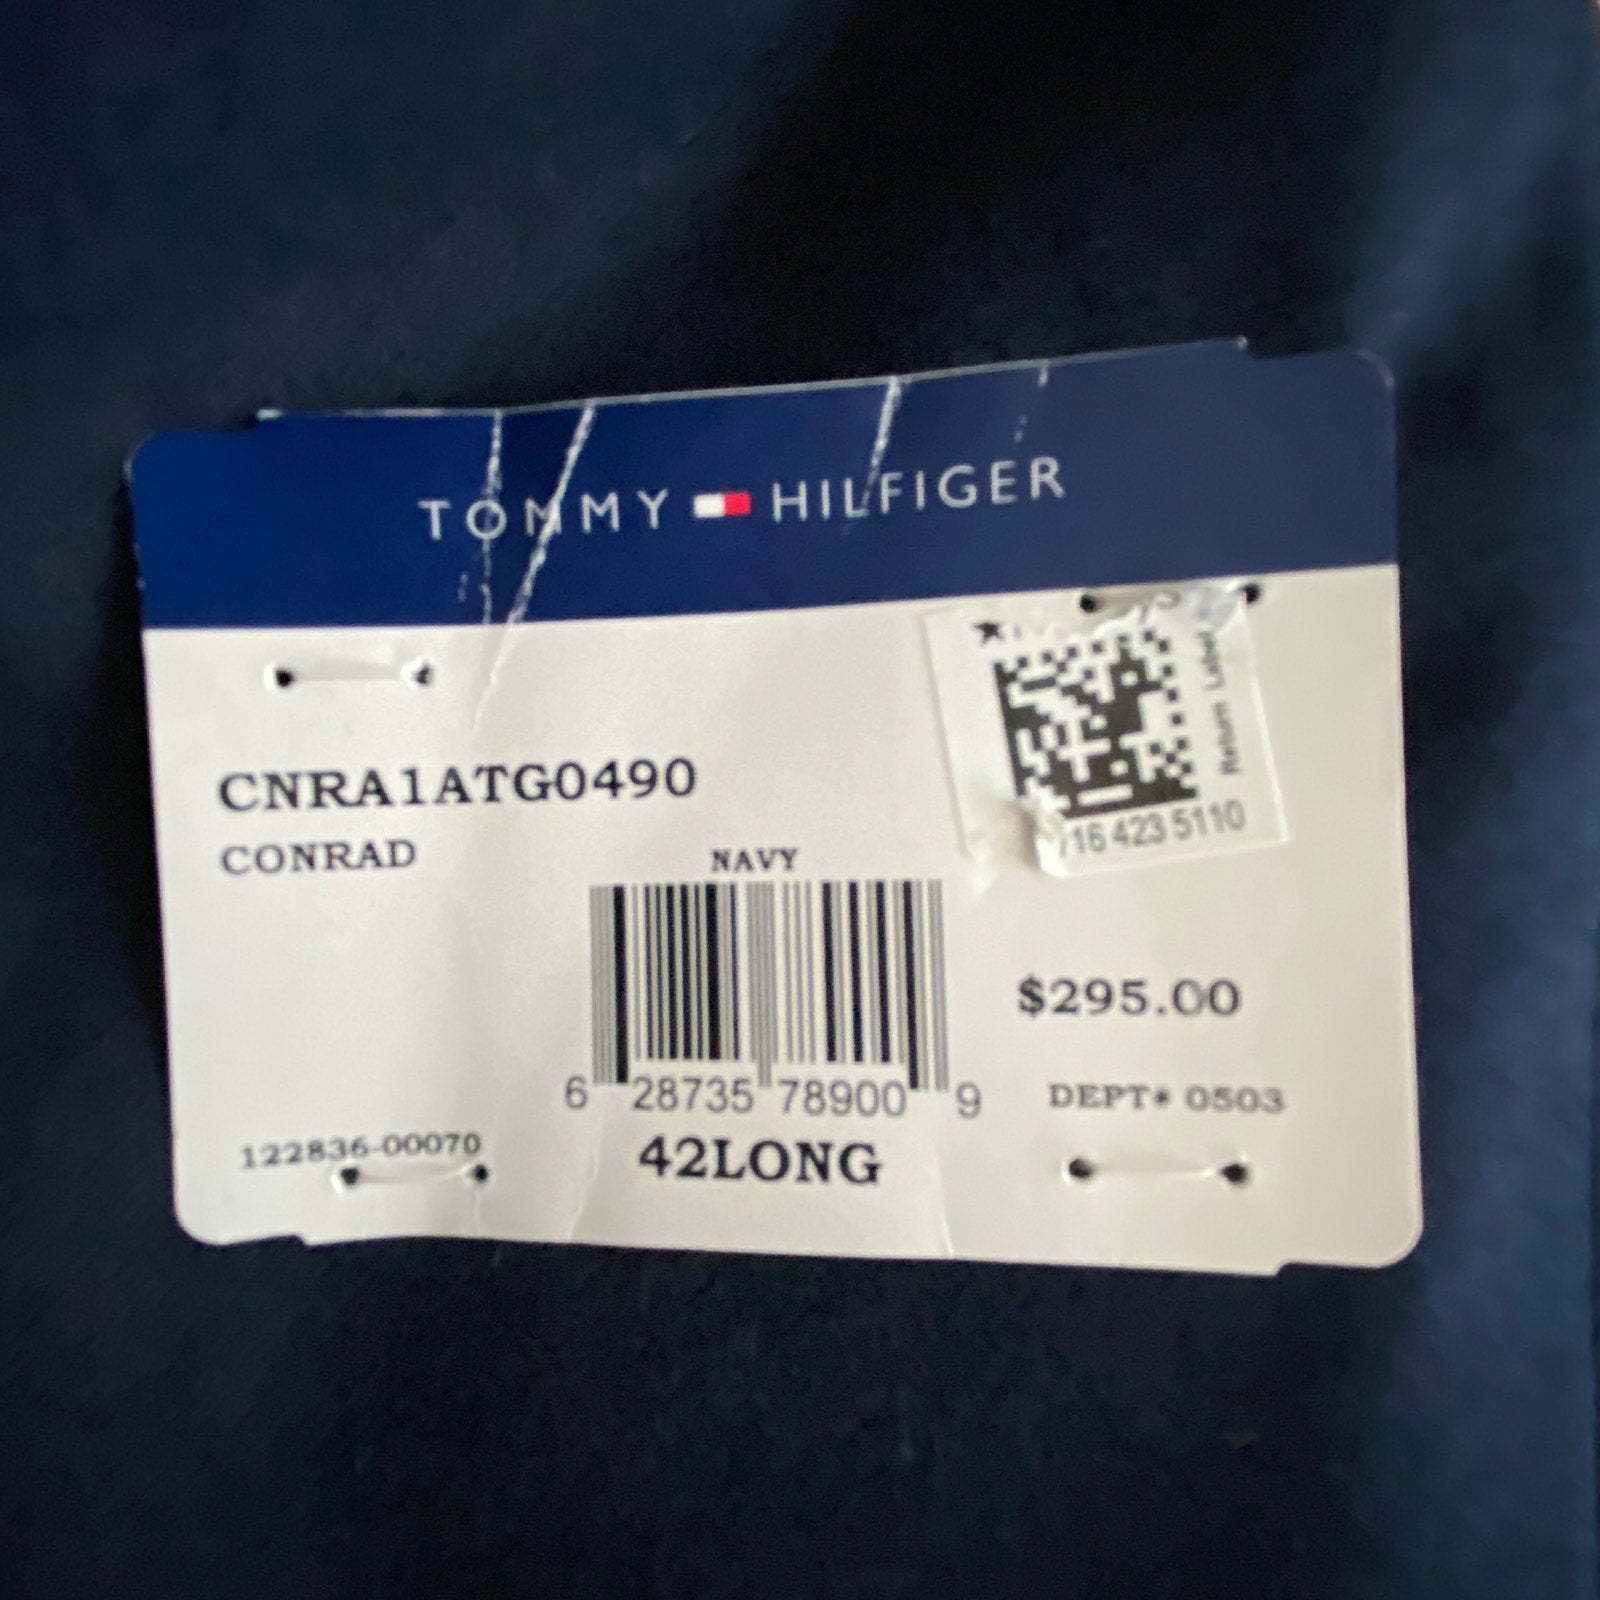 TOMMY HILFIGER
Return Label
16 423 5110
CNRA1ATG0490
CONRAD
NAVY
$295.00
6 28735 78900 9
DEPT# 0503
122836-00070
42LONG